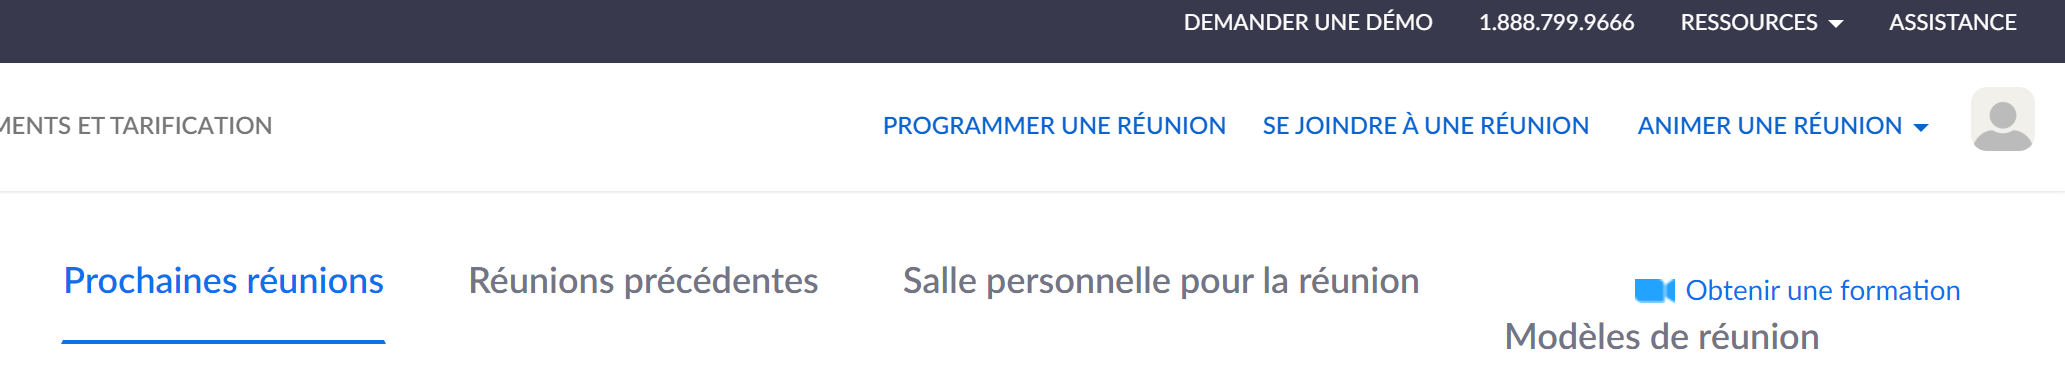 DEMANDER UNE DÉMO 1.888.799.9666 RESSOURCES ASSISTANCE
MENTS ET TARIFICATION PROGRAMMER UNE RÉUNION SE JOINDRE À UNE RÉUNION ANIMER UNE RÉUNION
Prochaines réunions Réunions précédentes Salle personnelle pour la réunion
Obtenir une formation
Modèles de réunion